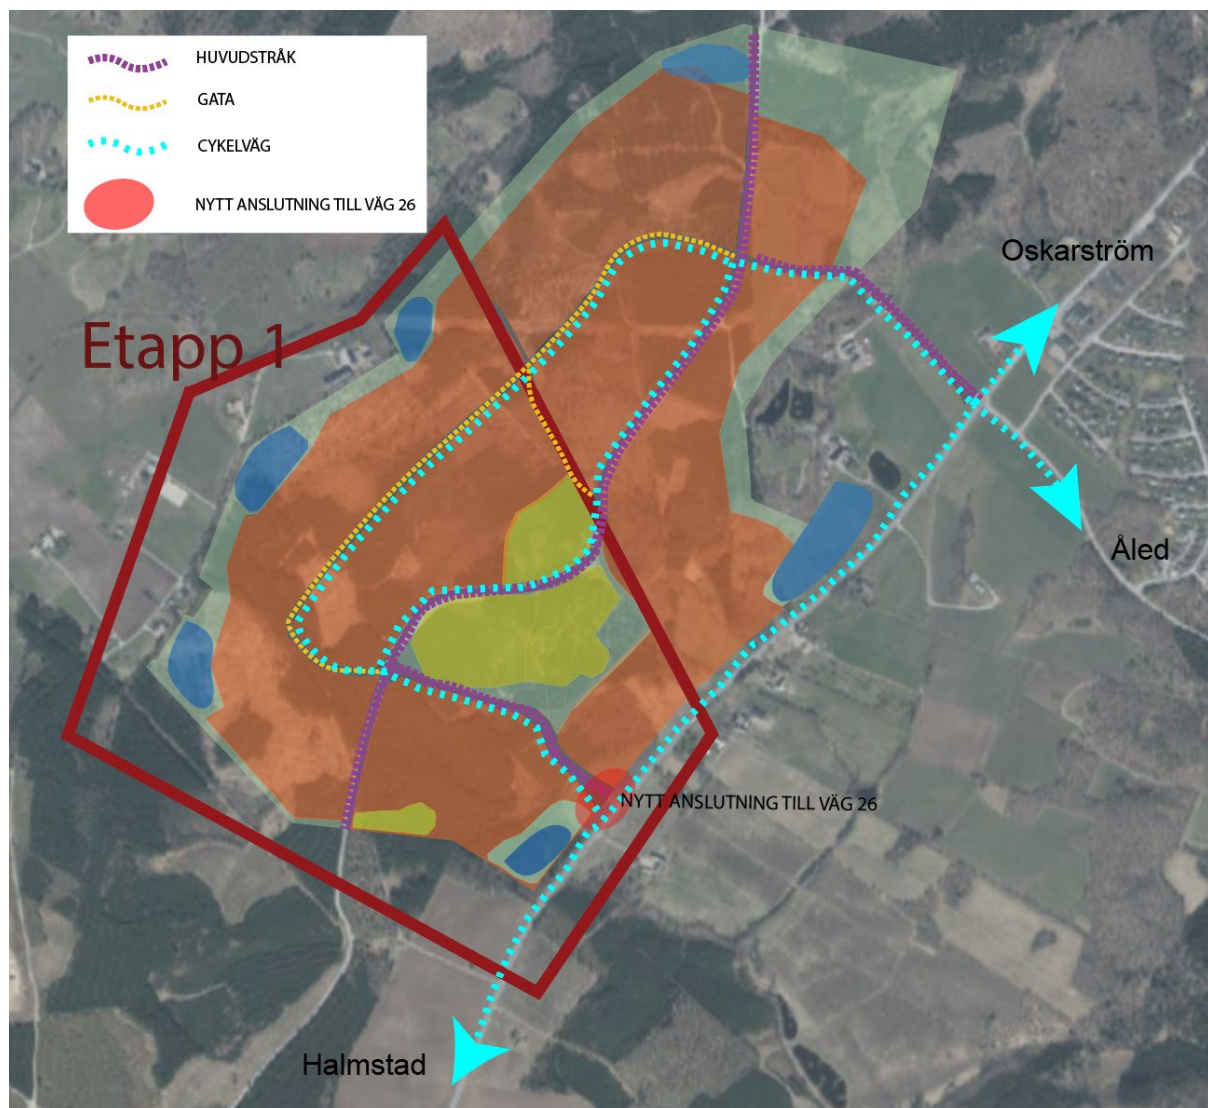 HUVUDSTRÅK
GATA
CYKELVÄG
NYTT ANSLUTNING TILL VÄG 26
Oskarström
Etapp 1
Åled
NYTT ANSLUTNING TILL VÄG 26
Halmstad